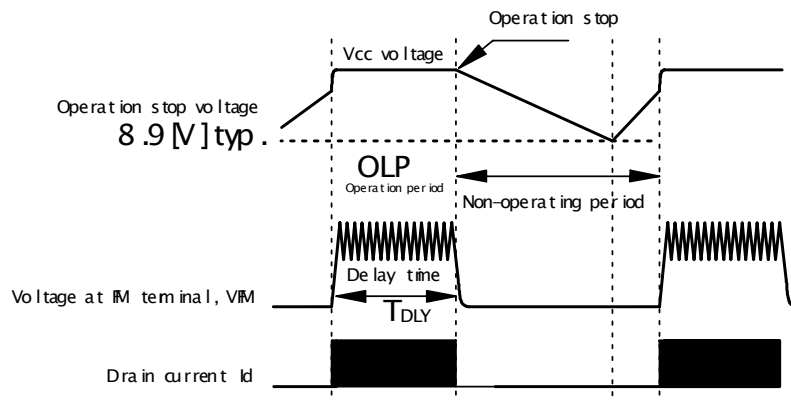 Operation stop
Vcc voltage
Operation stop voltage
8.9[V]typ.
OLP
Operation period
Non-operating period
Delay time
Voltage at FM terminal, VFM
TDLY
Drain current Id